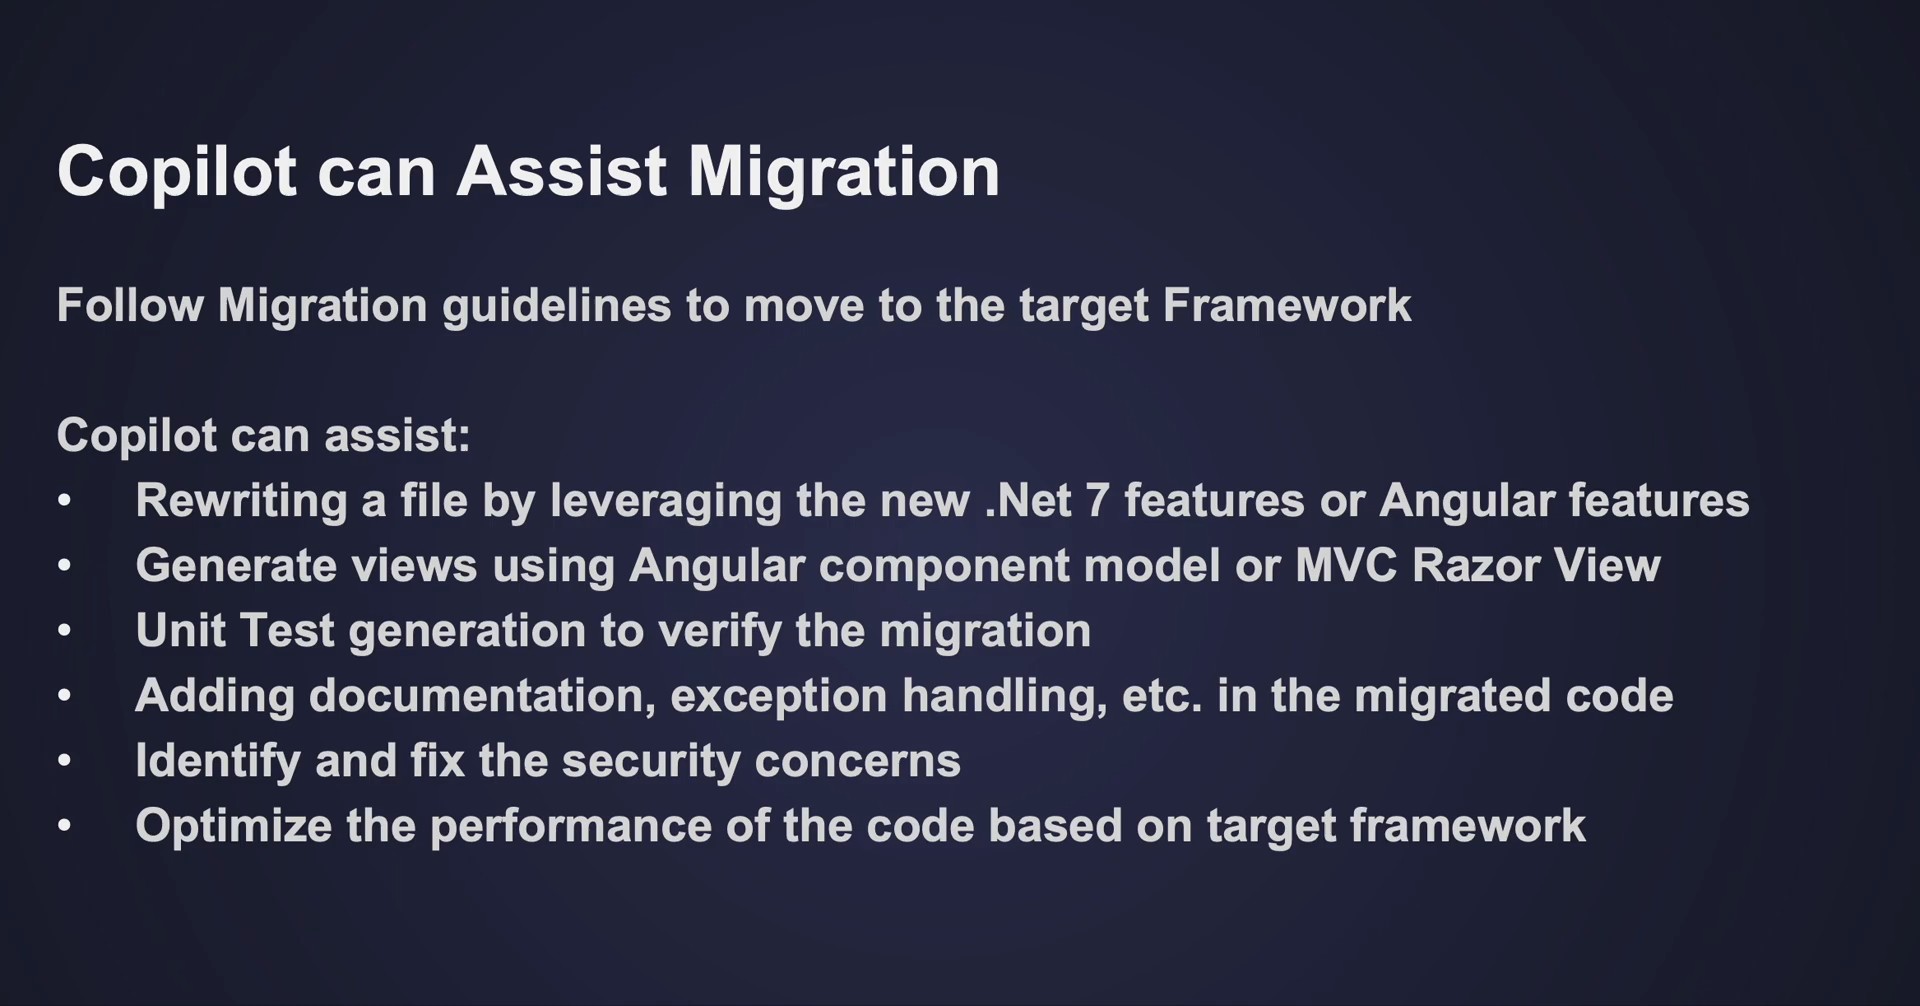 Copilot can Assist Migration
Follow Migration guidelines to move to the target Framework
Copilot can assist:
• Rewriting a file by leveraging the new .Net 7 features or Angular features
• Generate views using Angular component model or MVC Razor View
• Unit Test generation to verify the migration
• Adding documentation, exception handling, etc. in the migrated code
• Identify and fix the security concerns
• Optimize the performance of the code based on target framework